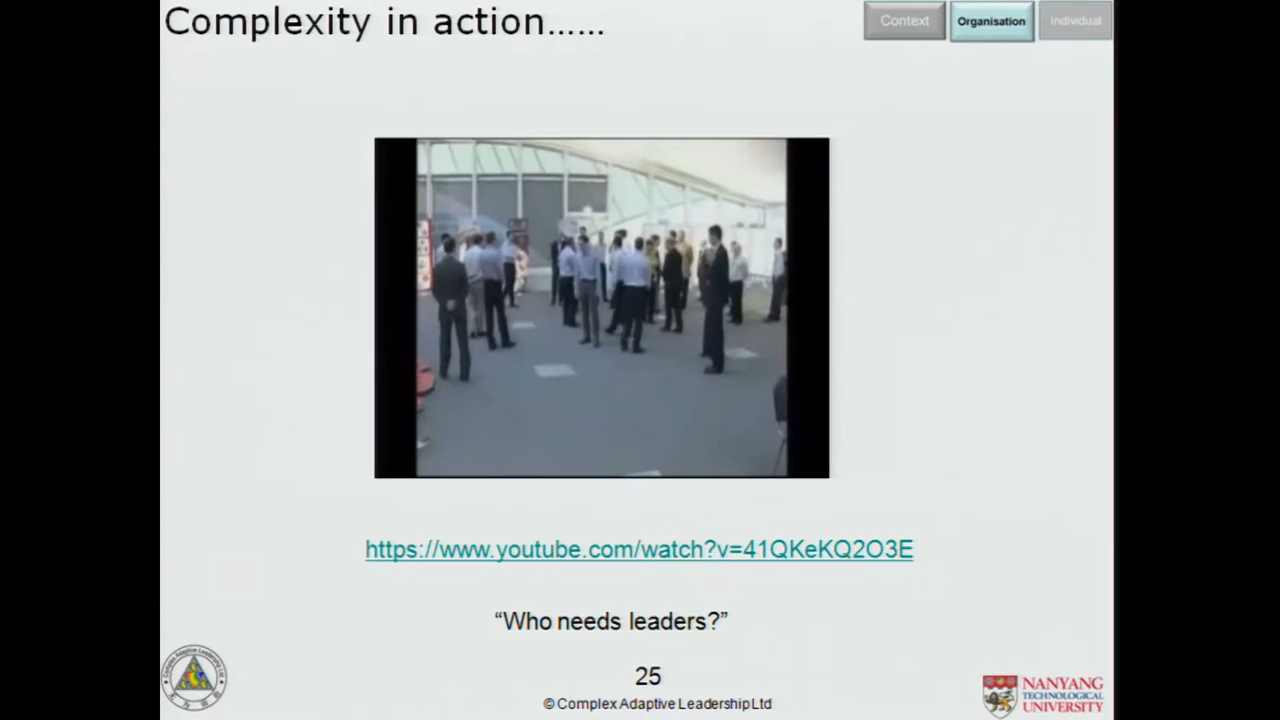 Complexity in action......
Context
Organisation
Individual
https://www.youtube.com/watch?v=41QKeKQ2O3E
“Who needs leaders?”
25
© Complex Adaptive Leadership Ltd
NANYANG
TECHNOLOGICAL
UNIVERSITY